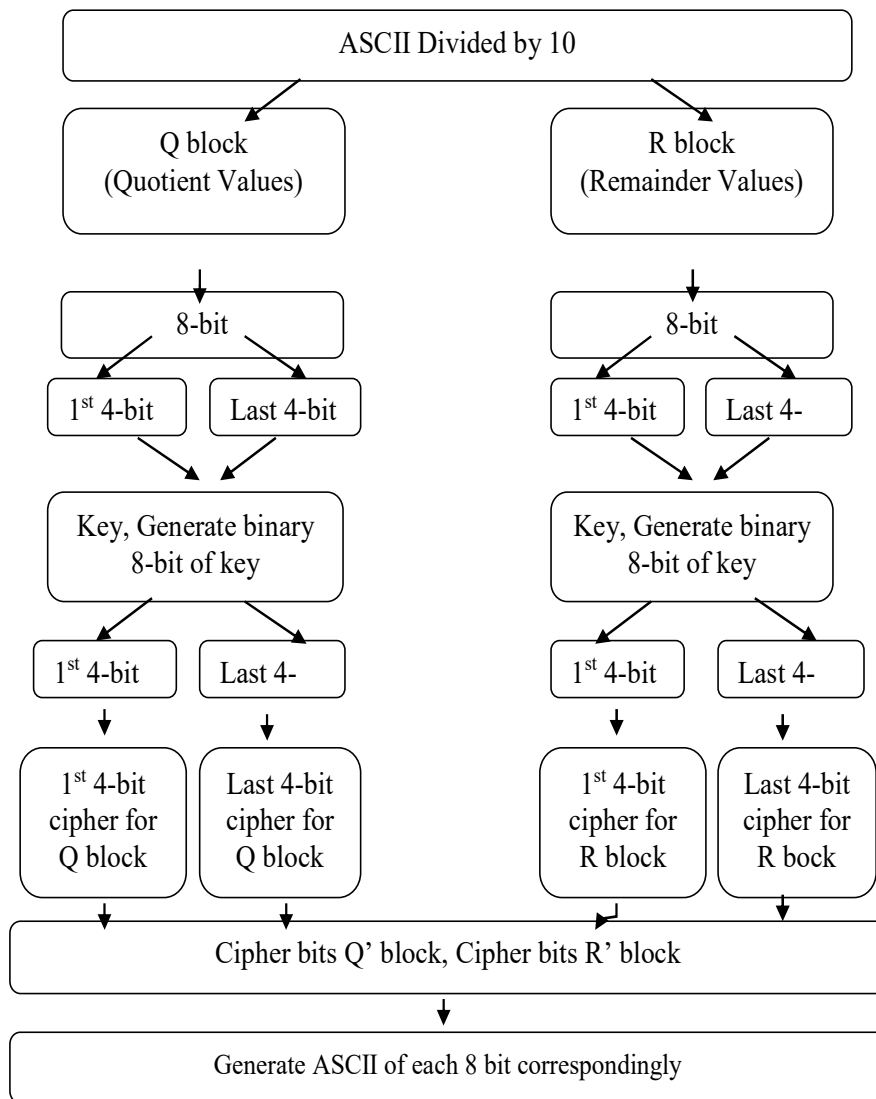 ASCII Divided by 10
Q block
(Quotient Values)
R block
(Remainder Values)
8-bit
8-bit
1st 4-bit
Last 4-bit
1st 4-bit
Last 4-
Key, Generate binary
8-bit of key
Key, Generate binary
8-bit of key
1st 4-bit
Last 4-
1st 4-bit
Last 4-
1st 4-bit
cipher for
Q block
Last 4-bit
cipher for
Q block
1st 4-bit
cipher for
R block
Last 4-bit
cipher for
R bock
Cipher bits Q’ block, Cipher bits R’ block
Generate ASCII of each 8 bit correspondingly